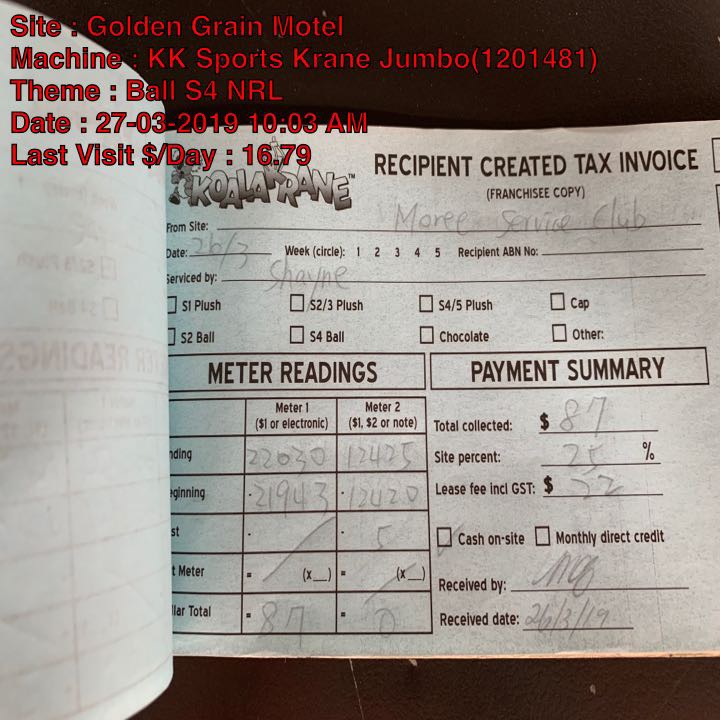 Site : Golden Grain Motel
Machine : KK Sports Krane Jumbo(1201481)
Theme : Ball S4 NRL
Date : 27-03-2019 10:03 AM
Last Visit $/Day : 16.79
KOALA KRANE™
RECIPIENT CREATED TAX INVOICE
(FRANCHISEE COPY)
From Site: Moree Service Club
Date: 26/3 Week (circle): 1 2 3 4 5 Recipient ABN No:
Serviced by: Shayne
S1 Plush S2/3 Plush S4/5 Plush Cap
S2 Ball S4 Ball Chocolate Other:
METER READINGS PAYMENT SUMMARY
Meter 1 Meter 2
($1 or electronic) ($1, $2 or note)
Total collected: $ 87
nding 22030 12425
Site percent: 25 %
eginning - 21943 - 12420
Lease fee incl GST: $ 22
st - 5
Cash on-site Monthly direct credit
t Meter = (x__) = (x__)
Received by:
llar Total = 87 = 0
Received date: 26/3/19